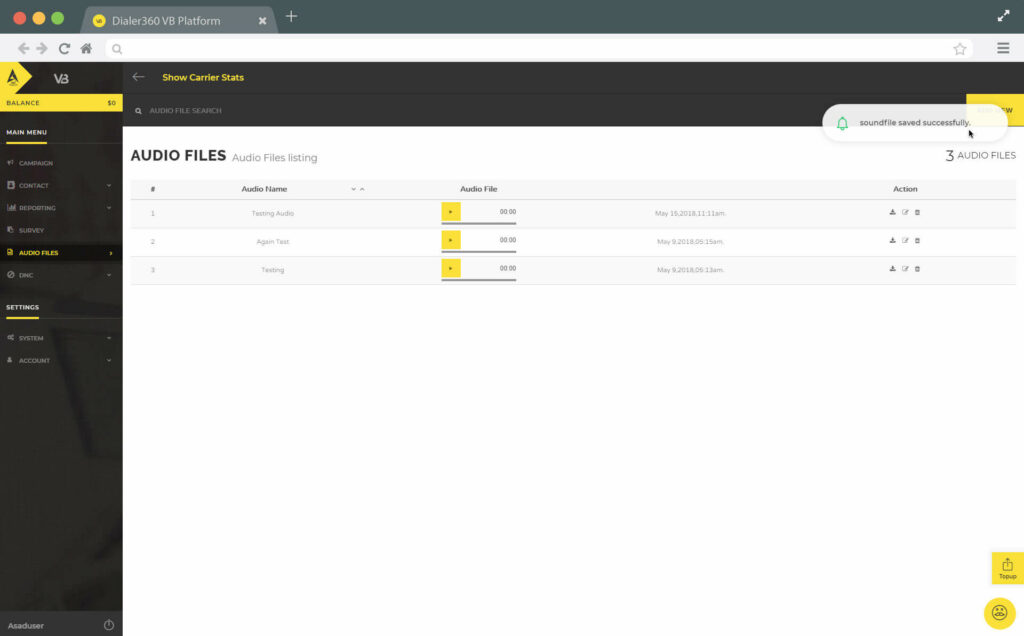 Dialer360 VB Platform
VB
BALANCE $0
MAIN MENU
CAMPAIGN
CONTACT
REPORTING
SURVEY
AUDIO FILES
DNC
SETTINGS
SYSTEM
ACCOUNT
Asaduser
Show Carrier Stats
AUDIO FILE SEARCH
soundfile saved successfully.
AUDIO FILES Audio Files listing
3 AUDIO FILES
# Audio Name Audio File Action
1 Testing Audio 00:00 May 15,2018,11:11am.
2 Again Test 00:00 May 9,2018,05:15am.
3 Testing 00:00 May 9,2018,05:13am.
Topup